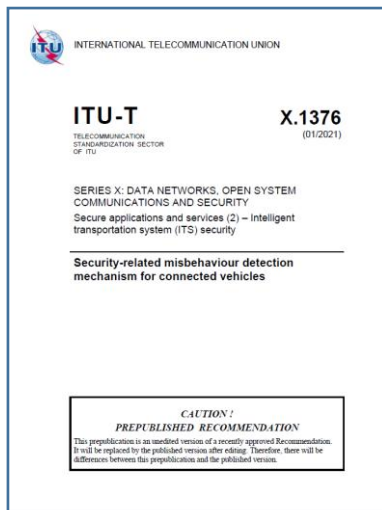 ITU
INTERNATIONAL TELECOMMUNICATION UNION
ITU-T
X.1376
TELECOMMUNICATION
STANDARDIZATION SECTOR
OF ITU
(01/2021)
SERIES X: DATA NETWORKS, OPEN SYSTEM
COMMUNICATIONS AND SECURITY
Secure applications and services (2) – Intelligent
transportation system (ITS) security
Security-related misbehaviour detection
mechanism for connected vehicles
CAUTION !
PREPUBLISHED RECOMMENDATION
This prepublication is an unedited version of a recently approved Recommendation.
It will be replaced by the published version after editing. Therefore, there will be
differences between this prepublication and the published version.